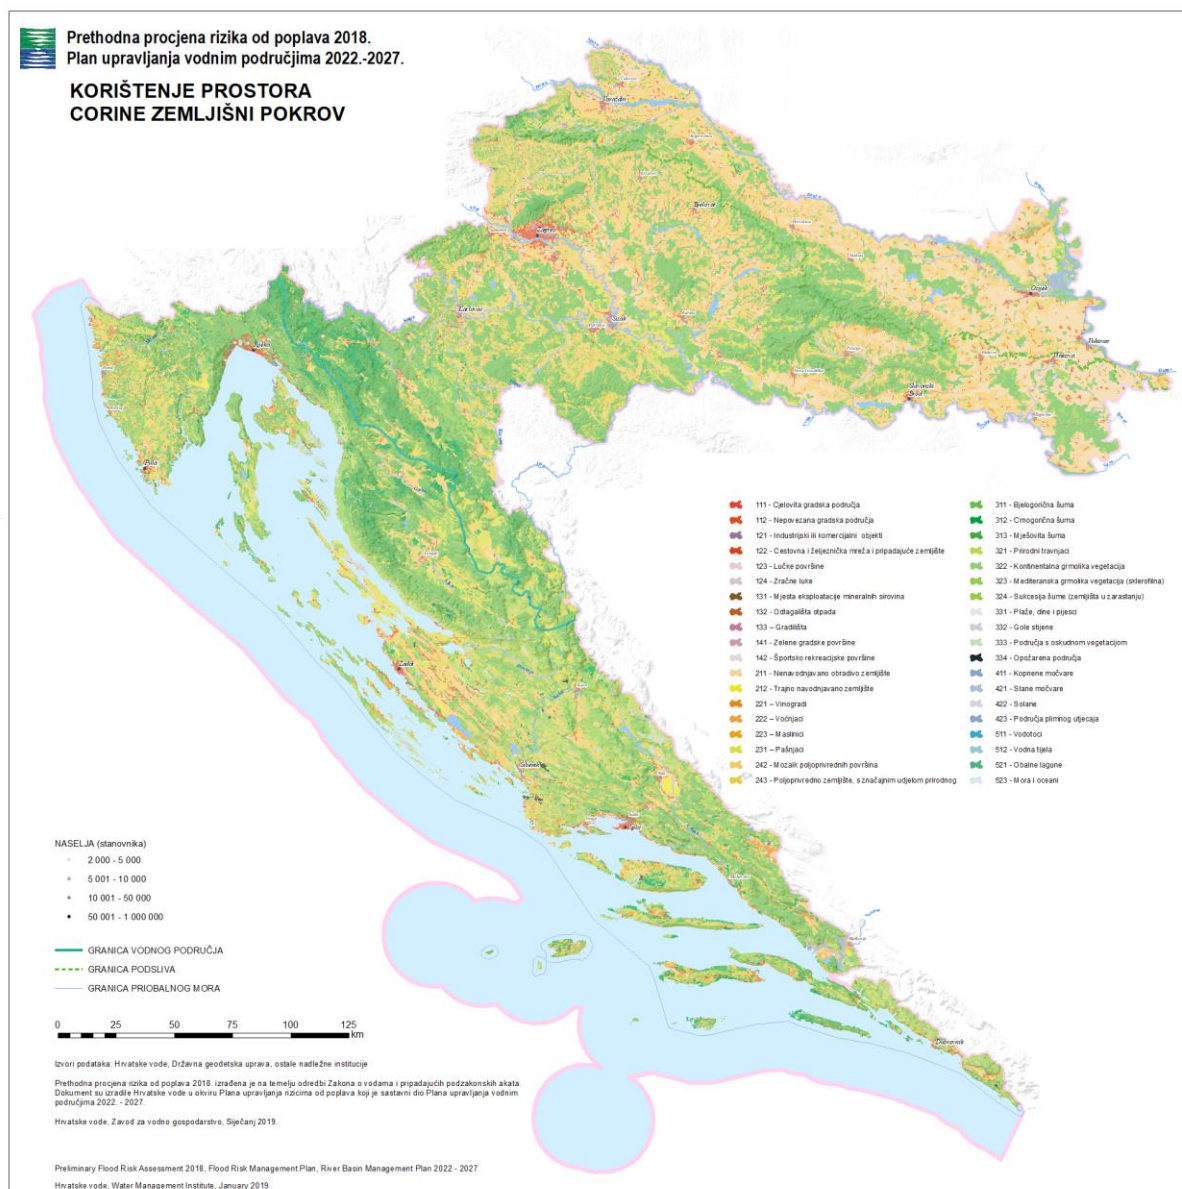 Prethodna procjena rizika od poplava 2018.
Plan upravljanja vodnim područjima 2022.-2027.
KORIŠTENJE PROSTORA
CORINE ZEMLJIŠNI POKROV
Varaždin
Bjelovar
Zagreb
Karlovac
Sisak
Osijek
Vukovar
Vinkovci
Slavonski
Brod
Rijeka
Pula
Zadar
Šibenik
Split
Dubrovnik
111 - Cjelovita gradska područja
112 - Nepovezana gradska područja
121 - Industrijski ili komercijalni objekti
122 - Cestovna i željeznička mreža i pripadajuće zemljište
123 - Lučke površine
124 - Zračne luke
131 - Mjesta eksploatacije mineralnih sirovina
132 - Odlagališta otpada
133 – Gradilišta
141 - Zelene gradske površine
142 - Športsko rekreacijske površine
211 - Nenavodnjavano obradivo zemljište
212 - Trajno navodnjavano zemljište
221 – Vinogradi
222 – Voćnjaci
223 – Maslinici
231 – Pašnjaci
242 - Mozaik poljoprivrednih površina
243 - Poljoprivredno zemljište, s značajnim udjelom prirodnog
311 - Bjelogorična šuma
312 - Crnogorična šuma
313 - Mješovita šuma
321 - Prirodni travnjaci
322 - Kontinentalna grmolika vegetacija
323 - Mediteranska grmolika vegetacija (sklerofilna)
324 - Sukcesija šume (zemljišta u zarastanju)
331 - Plaže, dine i pijesci
332 - Gole stijene
333 - Područja s oskudnom vegetacijom
334 - Opožarena područja
411 - Kopnene močvare
421 - Slane močvare
422 - Solane
423 - Područja plimnog utjecaja
511 - Vodotoci
512 - Vodna tijela
521 - Obalne lagune
523 - Mora i oceani
NASELJA (stanovnika)
2 000 - 5 000
5 001 - 10 000
10 001 - 50 000
50 001 - 1 000 000
GRANICA VODNOG PODRUČJA
GRANICA PODSLIVA
GRANICA PRIOBALNOG MORA
0 25 50 75 100 125
km
Izvori podataka: Hrvatske vode, Državna geodetska uprava, ostale nadležne institucije
Prethodna procjena rizika od poplava 2018. izrađena je na temelju odredbi Zakona o vodama i pripadajućih podzakonskih akata.
Dokument su izradile Hrvatske vode u okviru Plana upravljanja rizicima od poplava koji je sastavni dio Plana upravljanja vodnim
područjima 2022. - 2027.
Hrvatske vode, Zavod za vodno gospodarstvo, Siječanj 2019.
Preliminary Flood Risk Assessment 2018, Flood Risk Management Plan, River Basin Management Plan 2022 - 2027
Hrvatske vode, Water Management Institute, January 2019